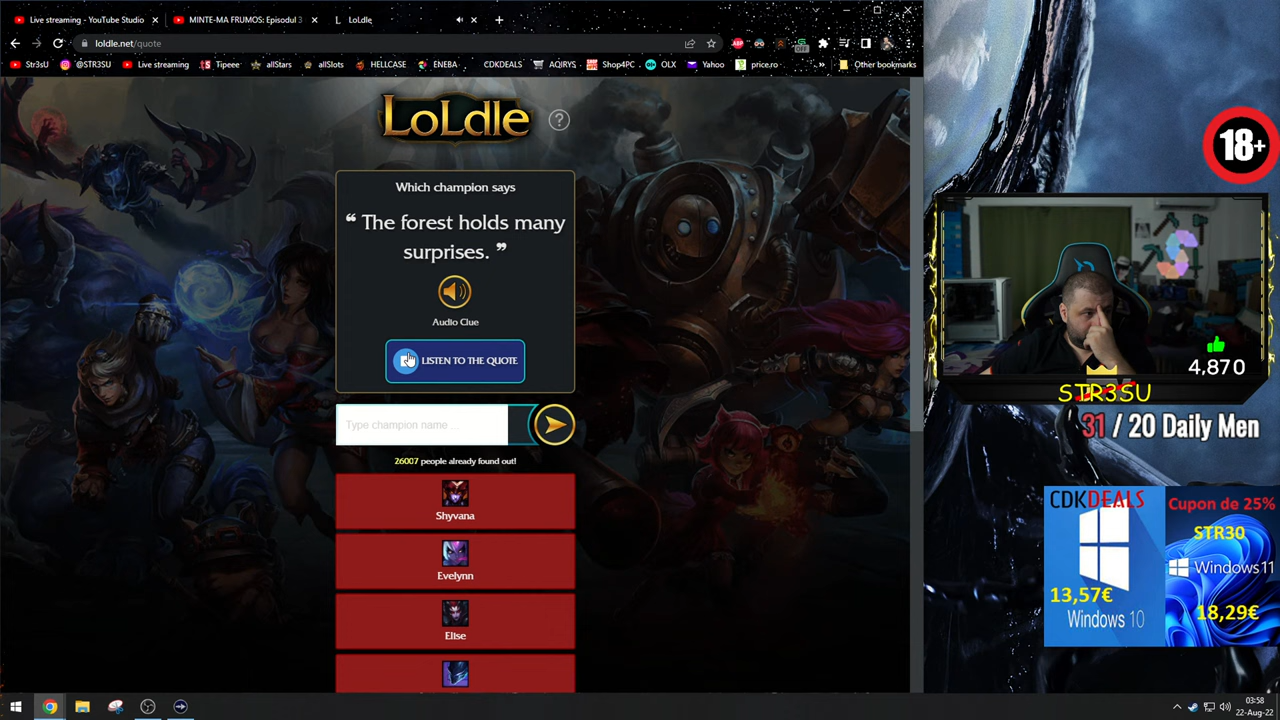 Live streaming - YouTube Studio
MINTE-MA FRUMOS: Episodul 3
L LoLdle
loldle.net/quote
Str3sU
@STR3SU
Live streaming
Tipeee
allStars
allSlots
HELLCASE
ENEBA
CDKDEALS
AQIRYS
Shop4PC
OLX
Yahoo
price.ro
»
Other bookmarks
ABP
OFF
LoLdle
?
Which champion says
“ The forest holds many
surprises. ”
Audio Clue
LISTEN TO THE QUOTE
Type champion name ...
26007 people already found out!
Shyvana
Evelynn
Elise
18+
4,870
STR3SU
31 / 20 Daily Men
CDKDEALS
Cupon de 25%
STR30
Windows 11
13,57€
18,29€
Windows 10
03:58
22-Aug-22